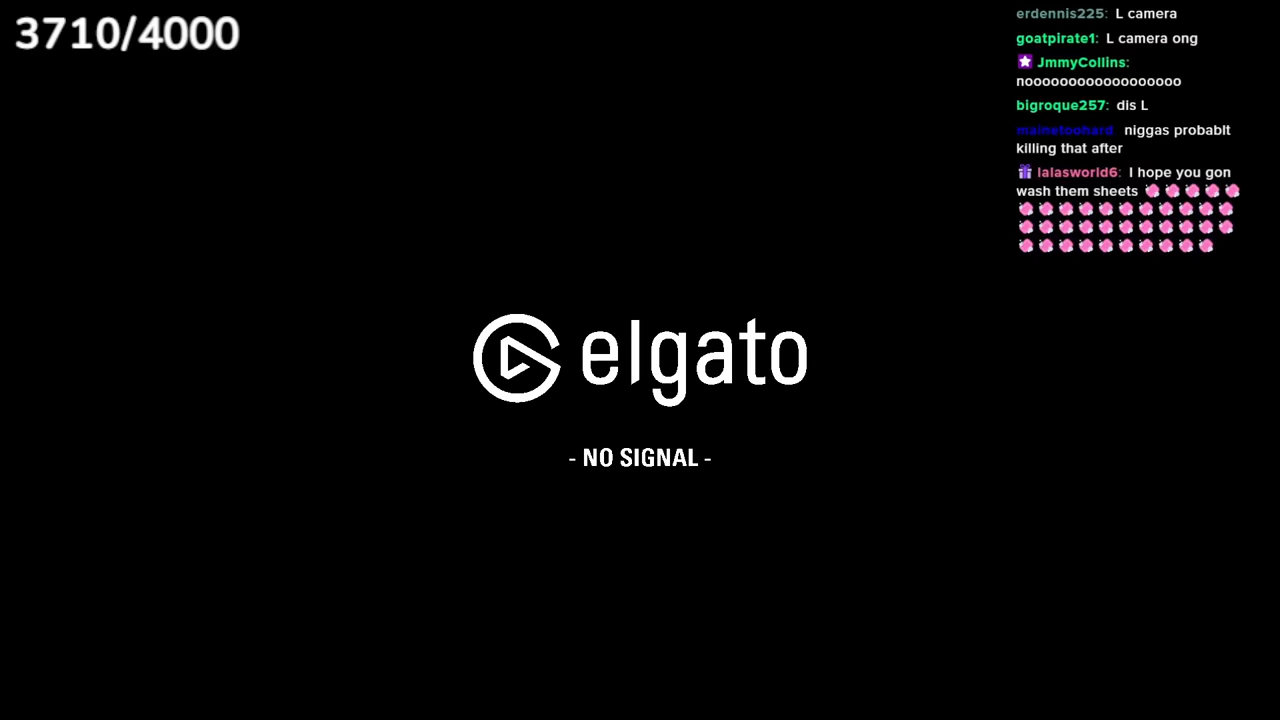 3710/4000
erdennis225: L camera
goatpirate1: L camera ong
JmmyCollins:
noooooooooooooooooo
bigroque257: dis L
mainetoohard: niggas probablt
killing that after
lalasworld6: I hope you gon
wash them sheets
elgato
- NO SIGNAL -